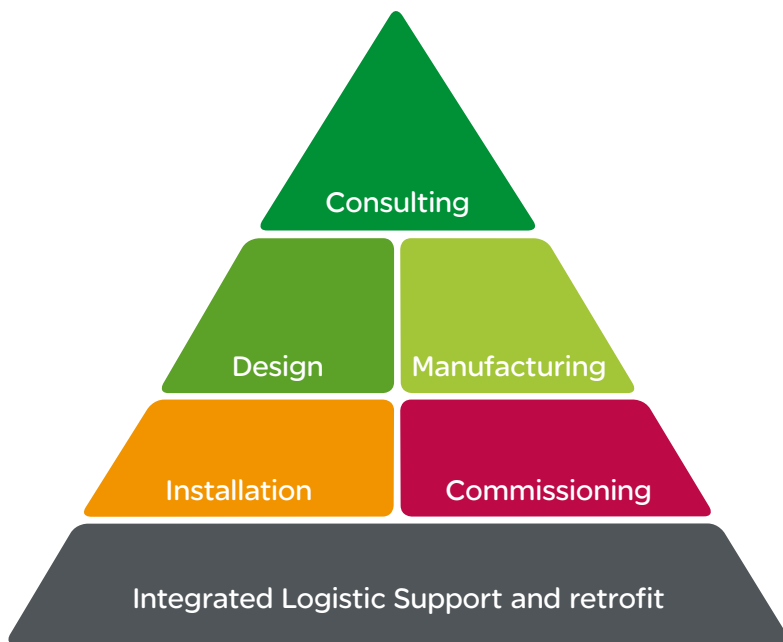 Consulting
Design
Manufacturing
Installation
Commissioning
Integrated Logistic Support and retrofit